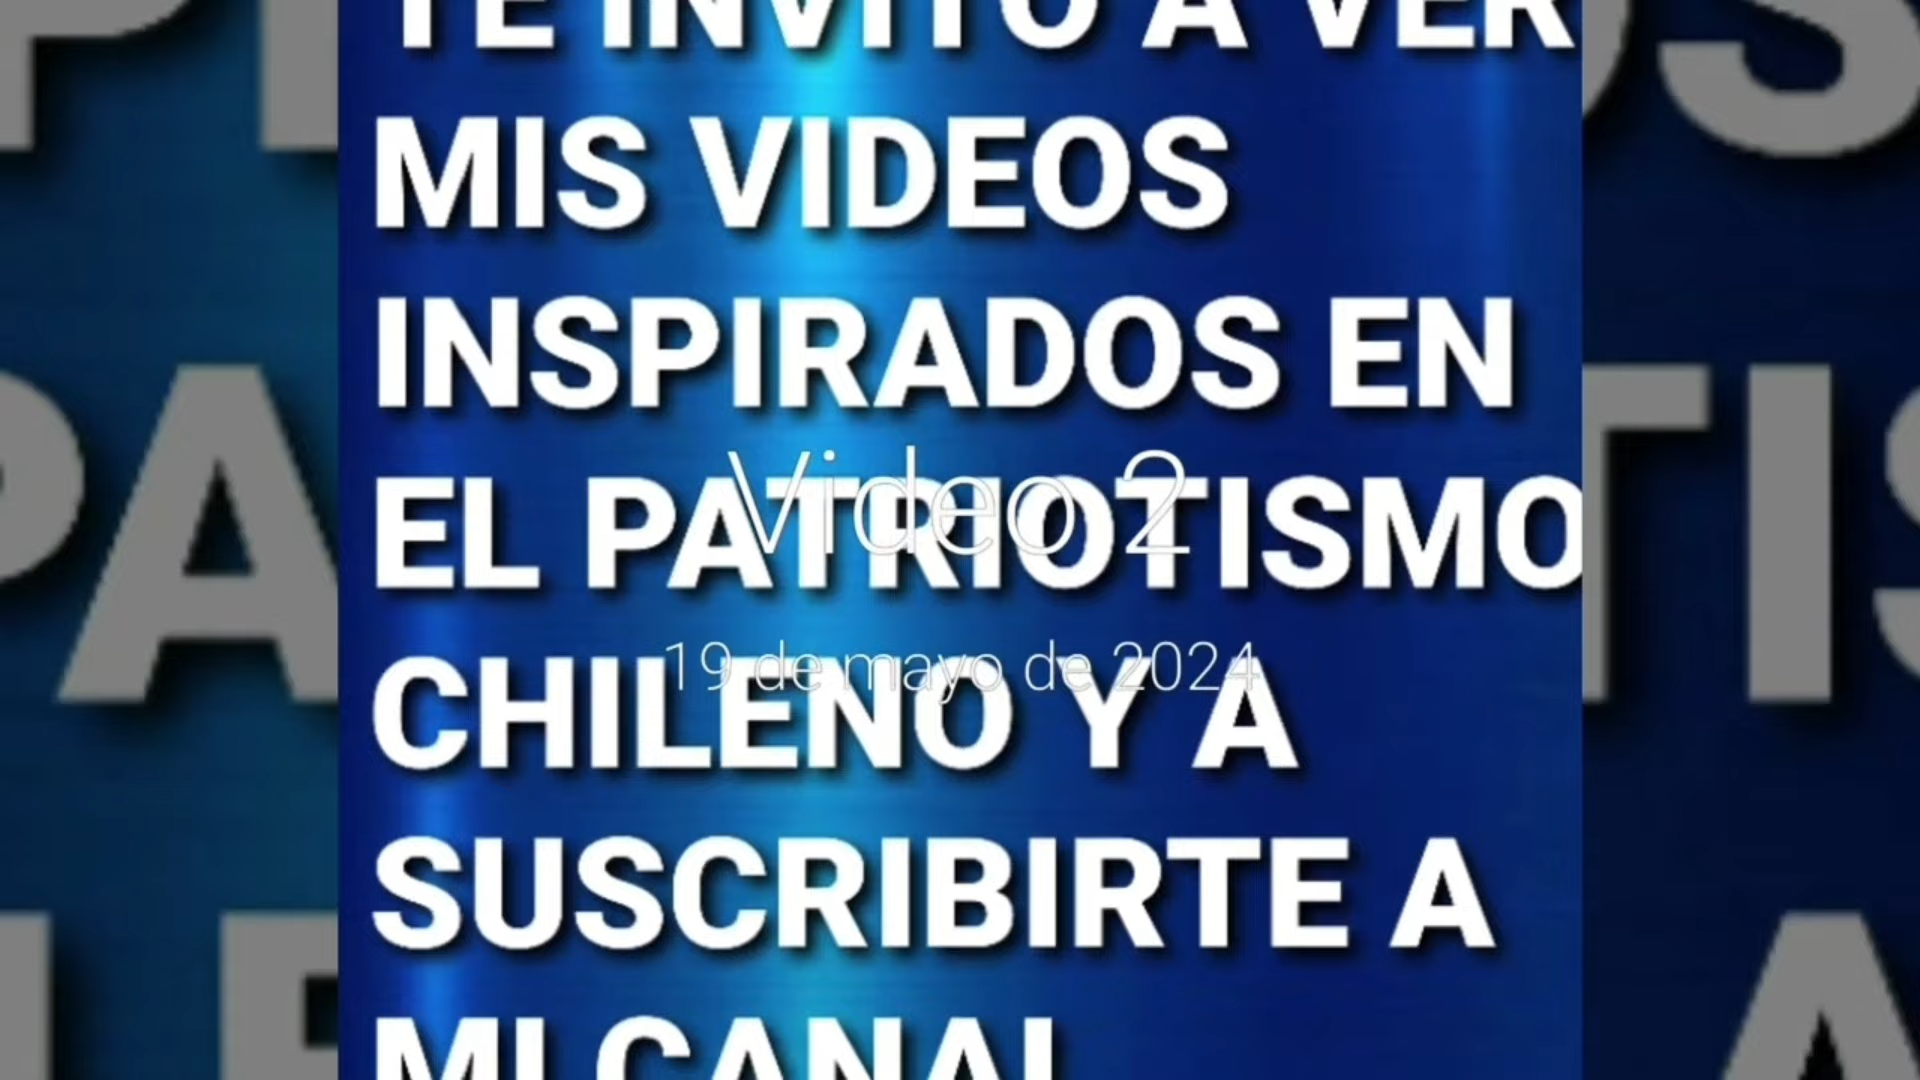 TE INVITO A VER
MIS VIDEOS
INSPIRADOS EN
EL PATRIOTISMO
CHILENO Y A
SUSCRIBIRTE A
MI CANAL
Video 2
19 de mayo de 2024